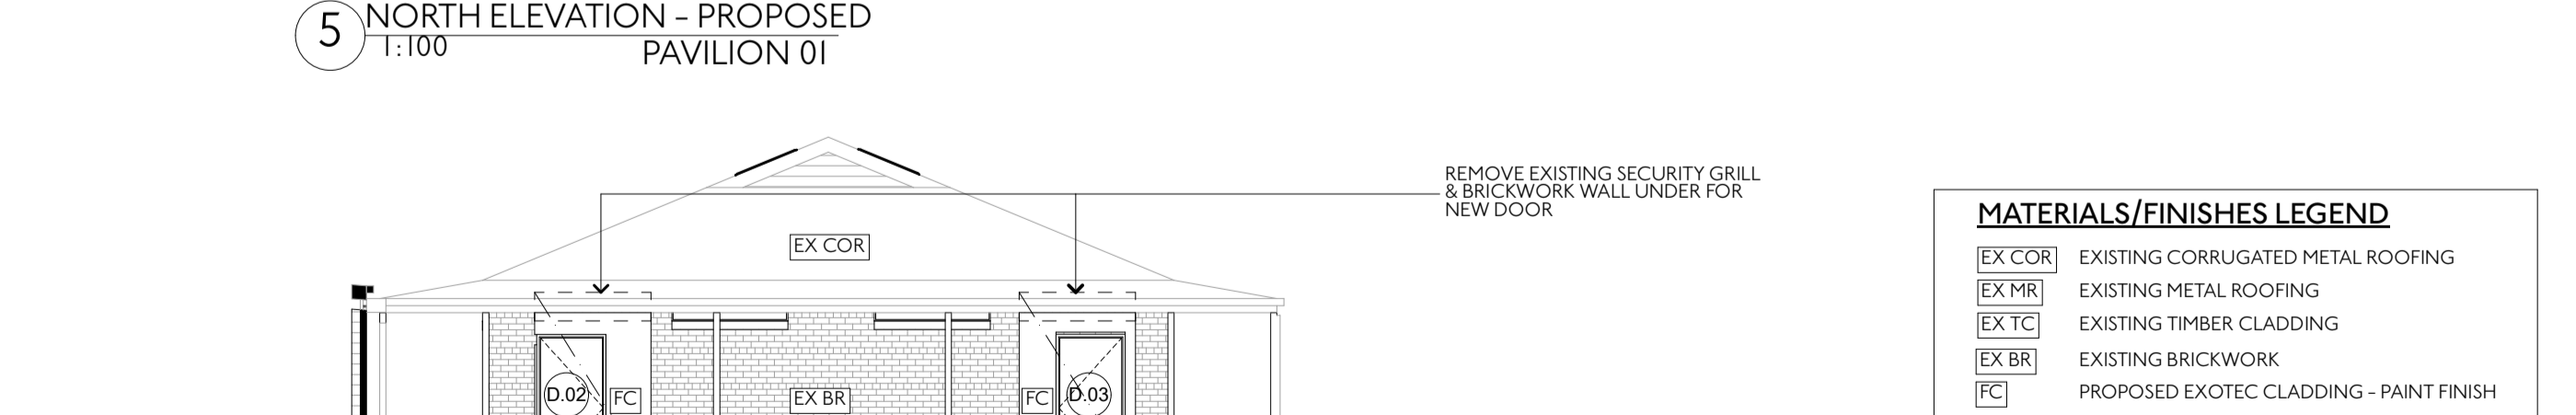 5
NORTH ELEVATION - PROPOSED
1:100 PAVILION 01
REMOVE EXISTING SECURITY GRILL
& BRICKWORK WALL UNDER FOR
NEW DOOR
EX COR
D.02
FC
EX BR
FC
D.03
MATERIALS/FINISHES LEGEND
EX COR EXISTING CORRUGATED METAL ROOFING
EX MR EXISTING METAL ROOFING
EX TC EXISTING TIMBER CLADDING
EX BR EXISTING BRICKWORK
FC PROPOSED EXOTEC CLADDING - PAINT FINISH